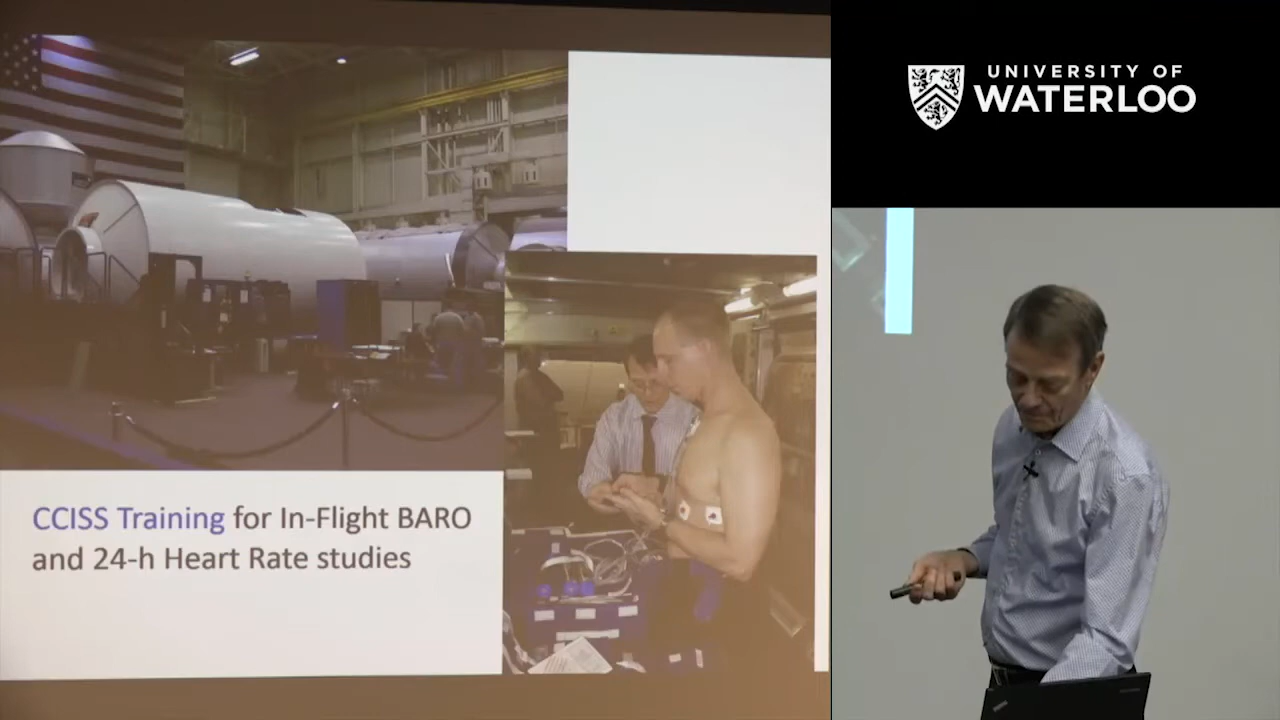 UNIVERSITY OF
WATERLOO
CCISS Training for In-Flight BARO
and 24-h Heart Rate studies